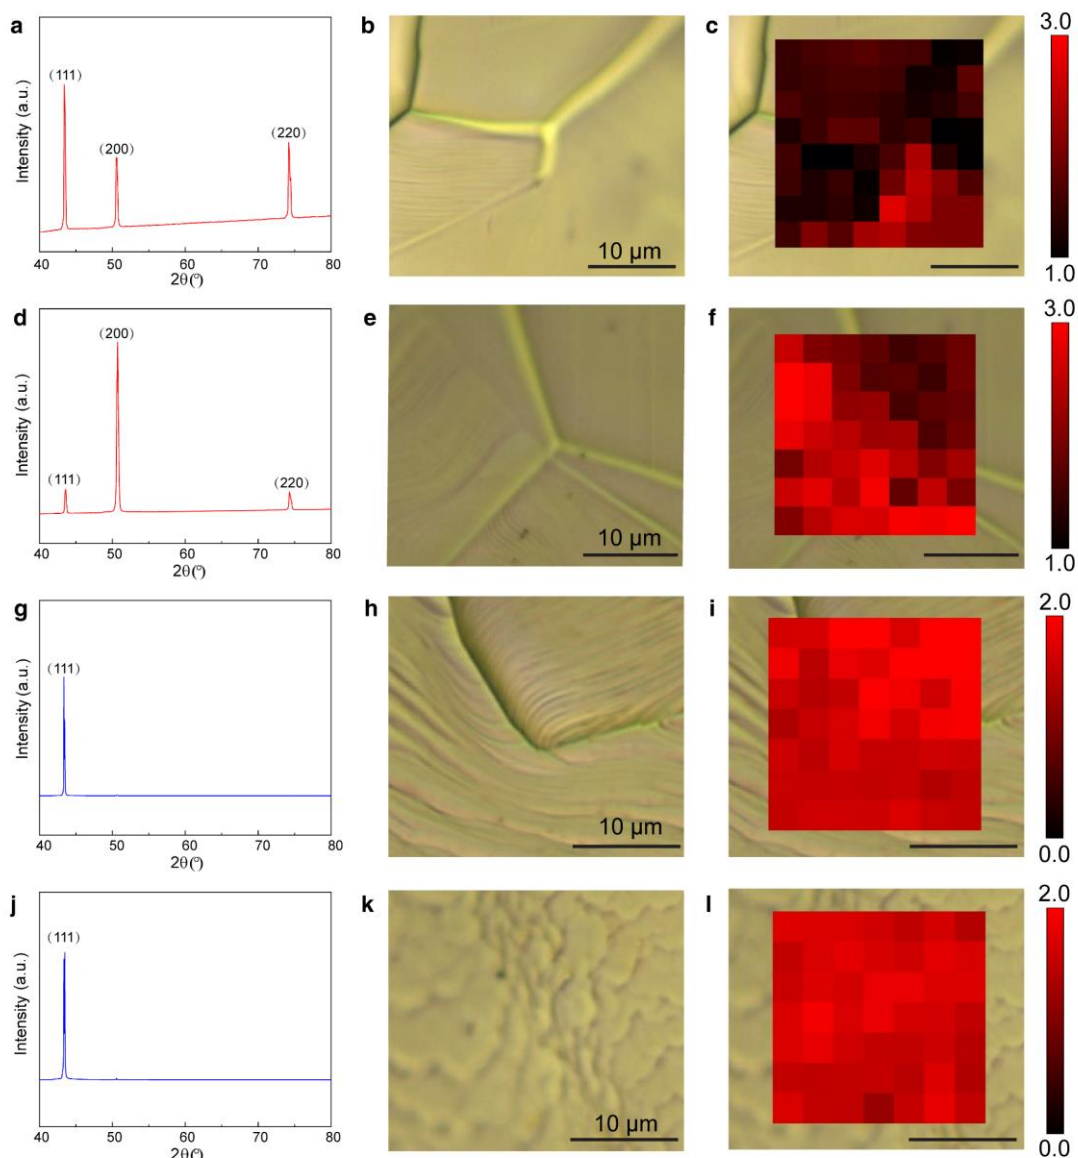 a
(111)
(200)
(220)
Intensity (a.u.)
40 50 60 70 80
2θ(°)
b
10 μm
c
3.0
1.0
d
(200)
(111)
(220)
Intensity (a.u.)
40 50 60 70 80
2θ(°)
e
10 μm
f
3.0
1.0
g
(111)
Intensity (a.u.)
40 50 60 70 80
2θ(°)
h
10 μm
i
2.0
0.0
j
(111)
Intensity (a.u.)
40 50 60 70 80
2θ(°)
k
10 μm
l
2.0
0.0